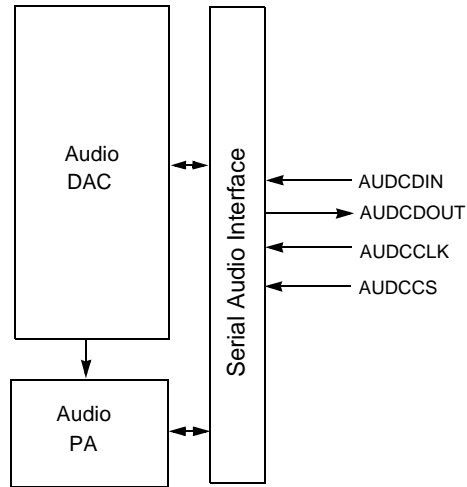 Audio
DAC
Serial Audio Interface
AUDCDIN
AUDCDOUT
AUDCCLK
AUDCCS
Audio
PA